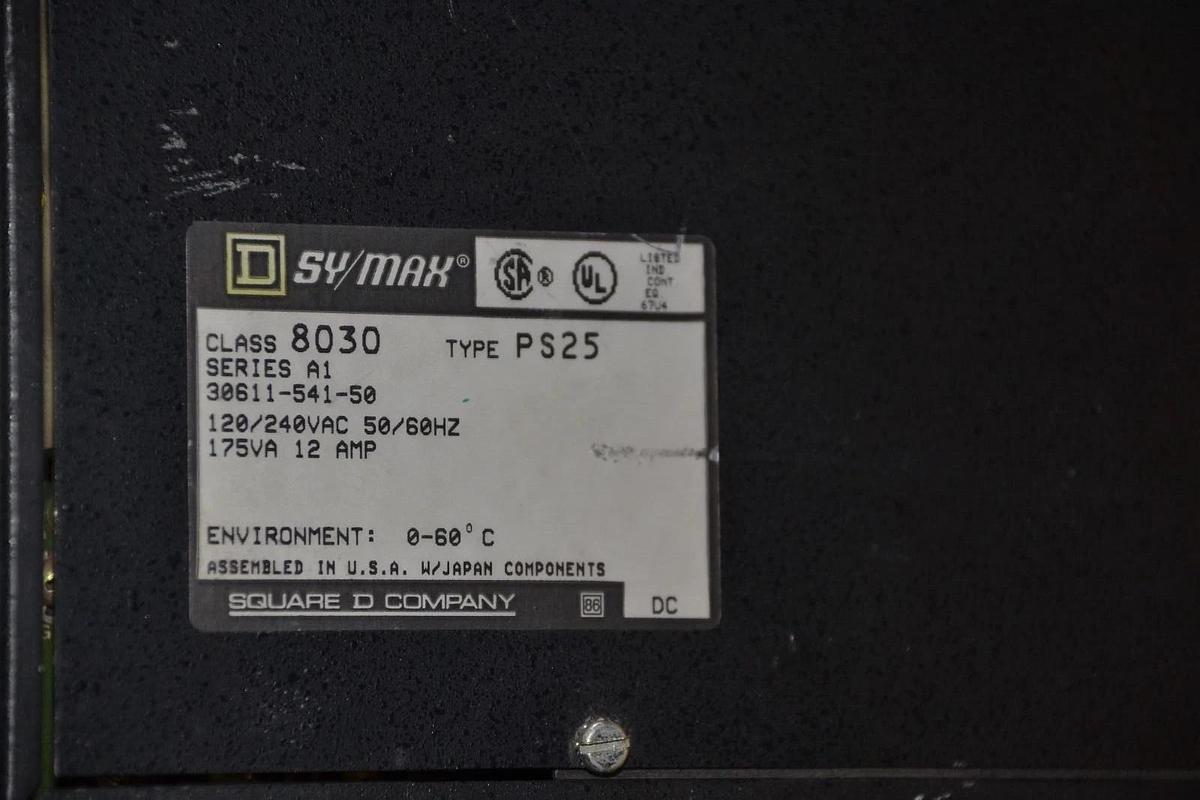 D SY/MAX®
SA ® UL
LISTED
IND
CONT
EQ
67U4
CLASS 8030 TYPE PS25
SERIES A1
30611-541-50
120/240VAC 50/60HZ
175VA 12 AMP
ENVIRONMENT: 0-60°C
ASSEMBLED IN U.S.A. W/JAPAN COMPONENTS
SQUARE D COMPANY 86 DC